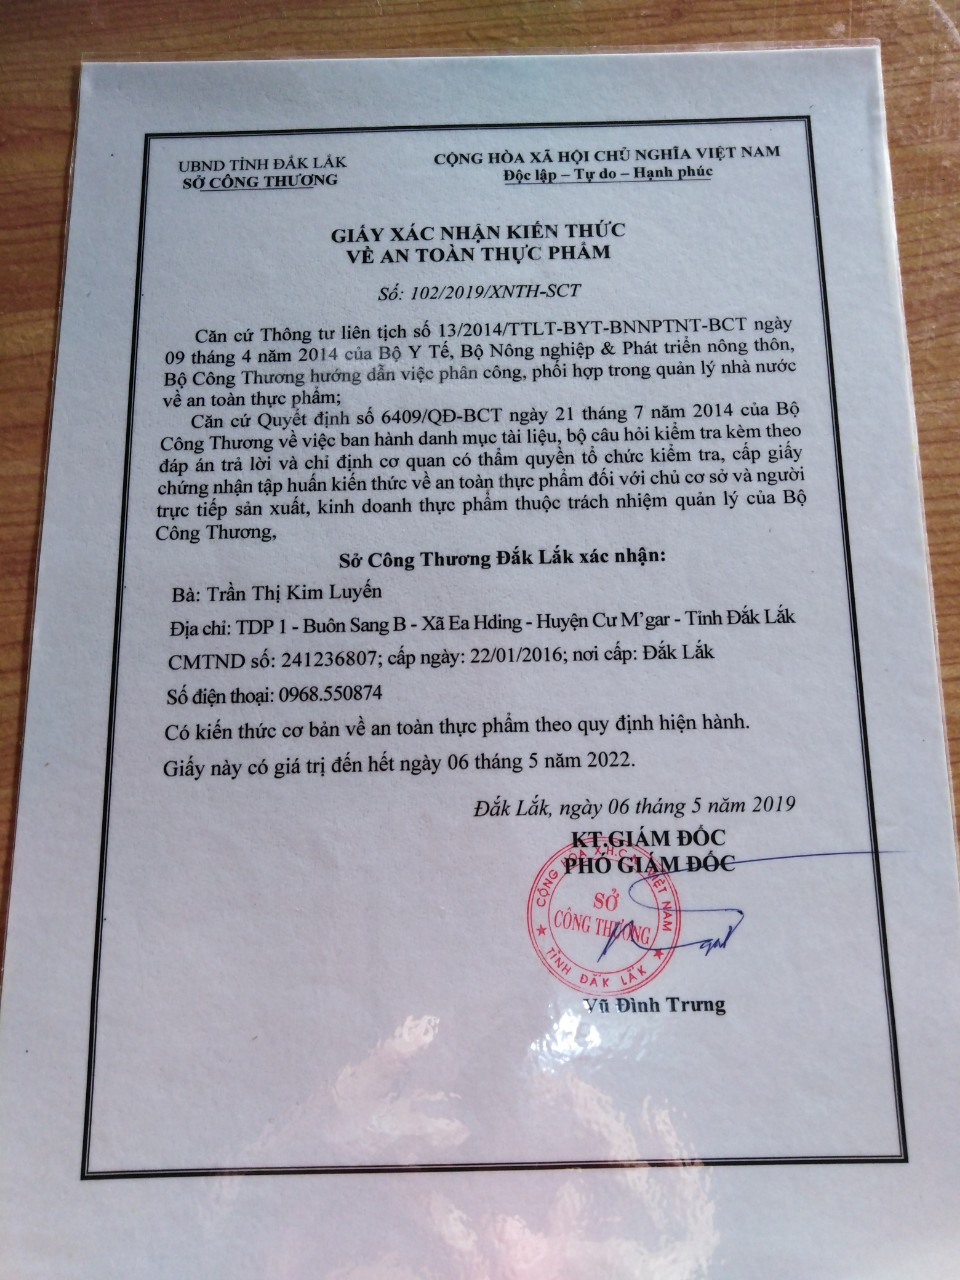 UBND TỈNH ĐẮK LẮK
SỞ CÔNG THƯƠNG
CỘNG HÒA XÃ HỘI CHỦ NGHĨA VIỆT NAM
Độc lập – Tự do – Hạnh phúc
GIẤY XÁC NHẬN KIẾN THỨC
VỀ AN TOÀN THỰC PHẨM
Số: 102/2019/XNTH-SCT
Căn cứ Thông tư liên tịch số 13/2014/TTLT-BYT-BNNPTNT-BCT ngày
09 tháng 4 năm 2014 của Bộ Y Tế, Bộ Nông nghiệp & Phát triển nông thôn,
Bộ Công Thương hướng dẫn việc phân công, phối hợp trong quản lý nhà nước
về an toàn thực phẩm;
Căn cứ Quyết định số 6409/QĐ-BCT ngày 21 tháng 7 năm 2014 của Bộ
Công Thương về việc ban hành danh mục tài liệu, bộ câu hỏi kiểm tra kèm theo
đáp án trả lời và chỉ định cơ quan có thẩm quyền tổ chức kiểm tra, cấp giấy
chứng nhận tập huấn kiến thức về an toàn thực phẩm đối với chủ cơ sở và người
trực tiếp sản xuất, kinh doanh thực phẩm thuộc trách nhiệm quản lý của Bộ
Công Thương,
Sở Công Thương Đắk Lắk xác nhận:
Bà: Trần Thị Kim Luyến
Địa chỉ: TDP 1 - Buôn Sang B - Xã Ea Hding - Huyện Cư M’gar - Tỉnh Đắk Lắk
CMTND số: 241236807; cấp ngày: 22/01/2016; nơi cấp: Đắk Lắk
Số điện thoại: 0968.550874
Có kiến thức cơ bản về an toàn thực phẩm theo quy định hiện hành.
Giấy này có giá trị đến hết ngày 06 tháng 5 năm 2022.
Đắk Lắk, ngày 06 tháng 5 năm 2019
KT.GIÁM ĐỐC
PHÓ GIÁM ĐỐC
CỘNG HÒA X.H.C.N VIỆT NAM
SỞ
CÔNG THƯƠNG
★ TỈNH ĐẮK LẮK ★
Vũ Đình Trung